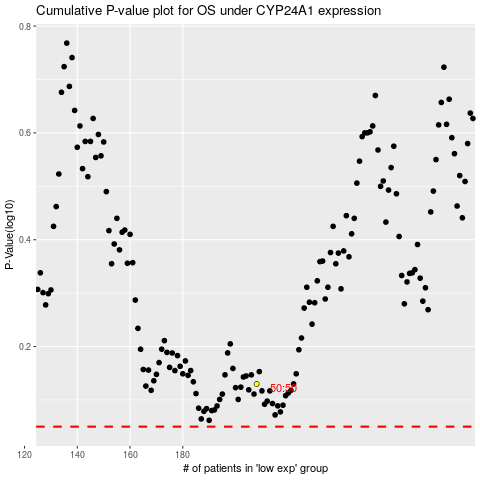 Cumulative P-value plot for OS under CYP24A1 expression
P-Value(log10)
0.8
0.6
0.4
0.2
50:50
120 140 160 180
# of patients in 'low exp' group